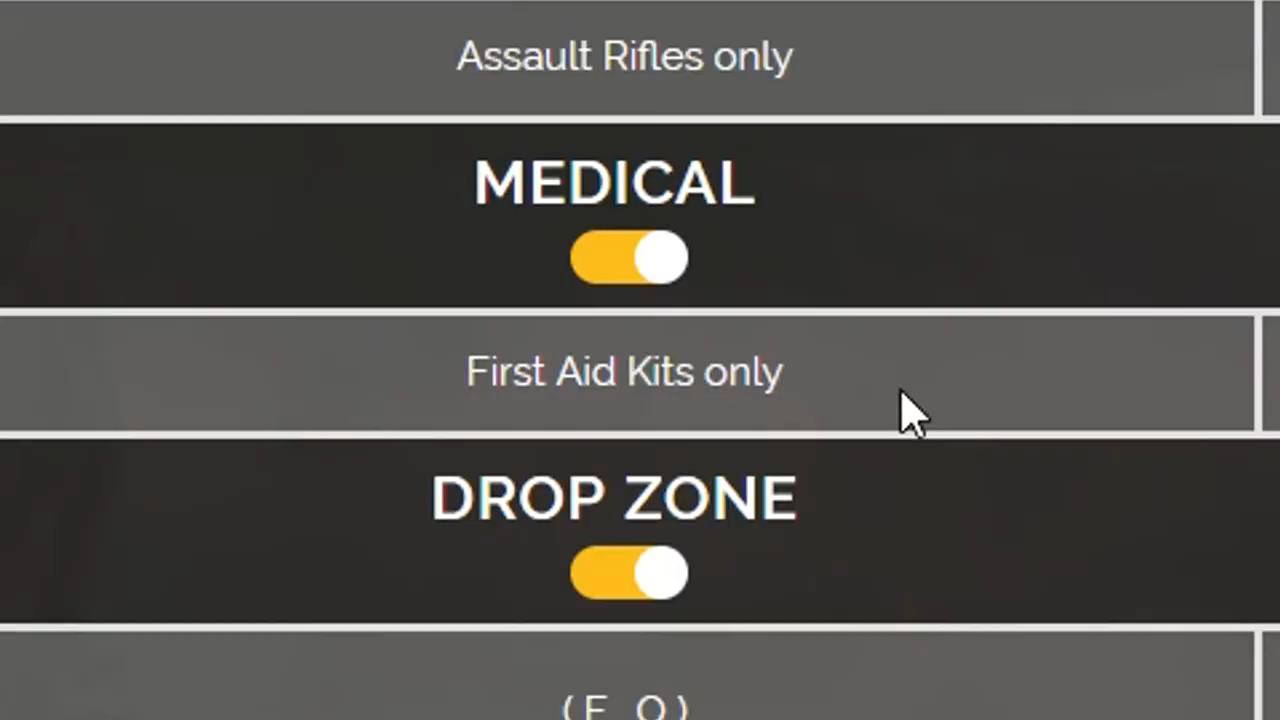 Assault Rifles only
MEDICAL
First Aid Kits only
DROP ZONE